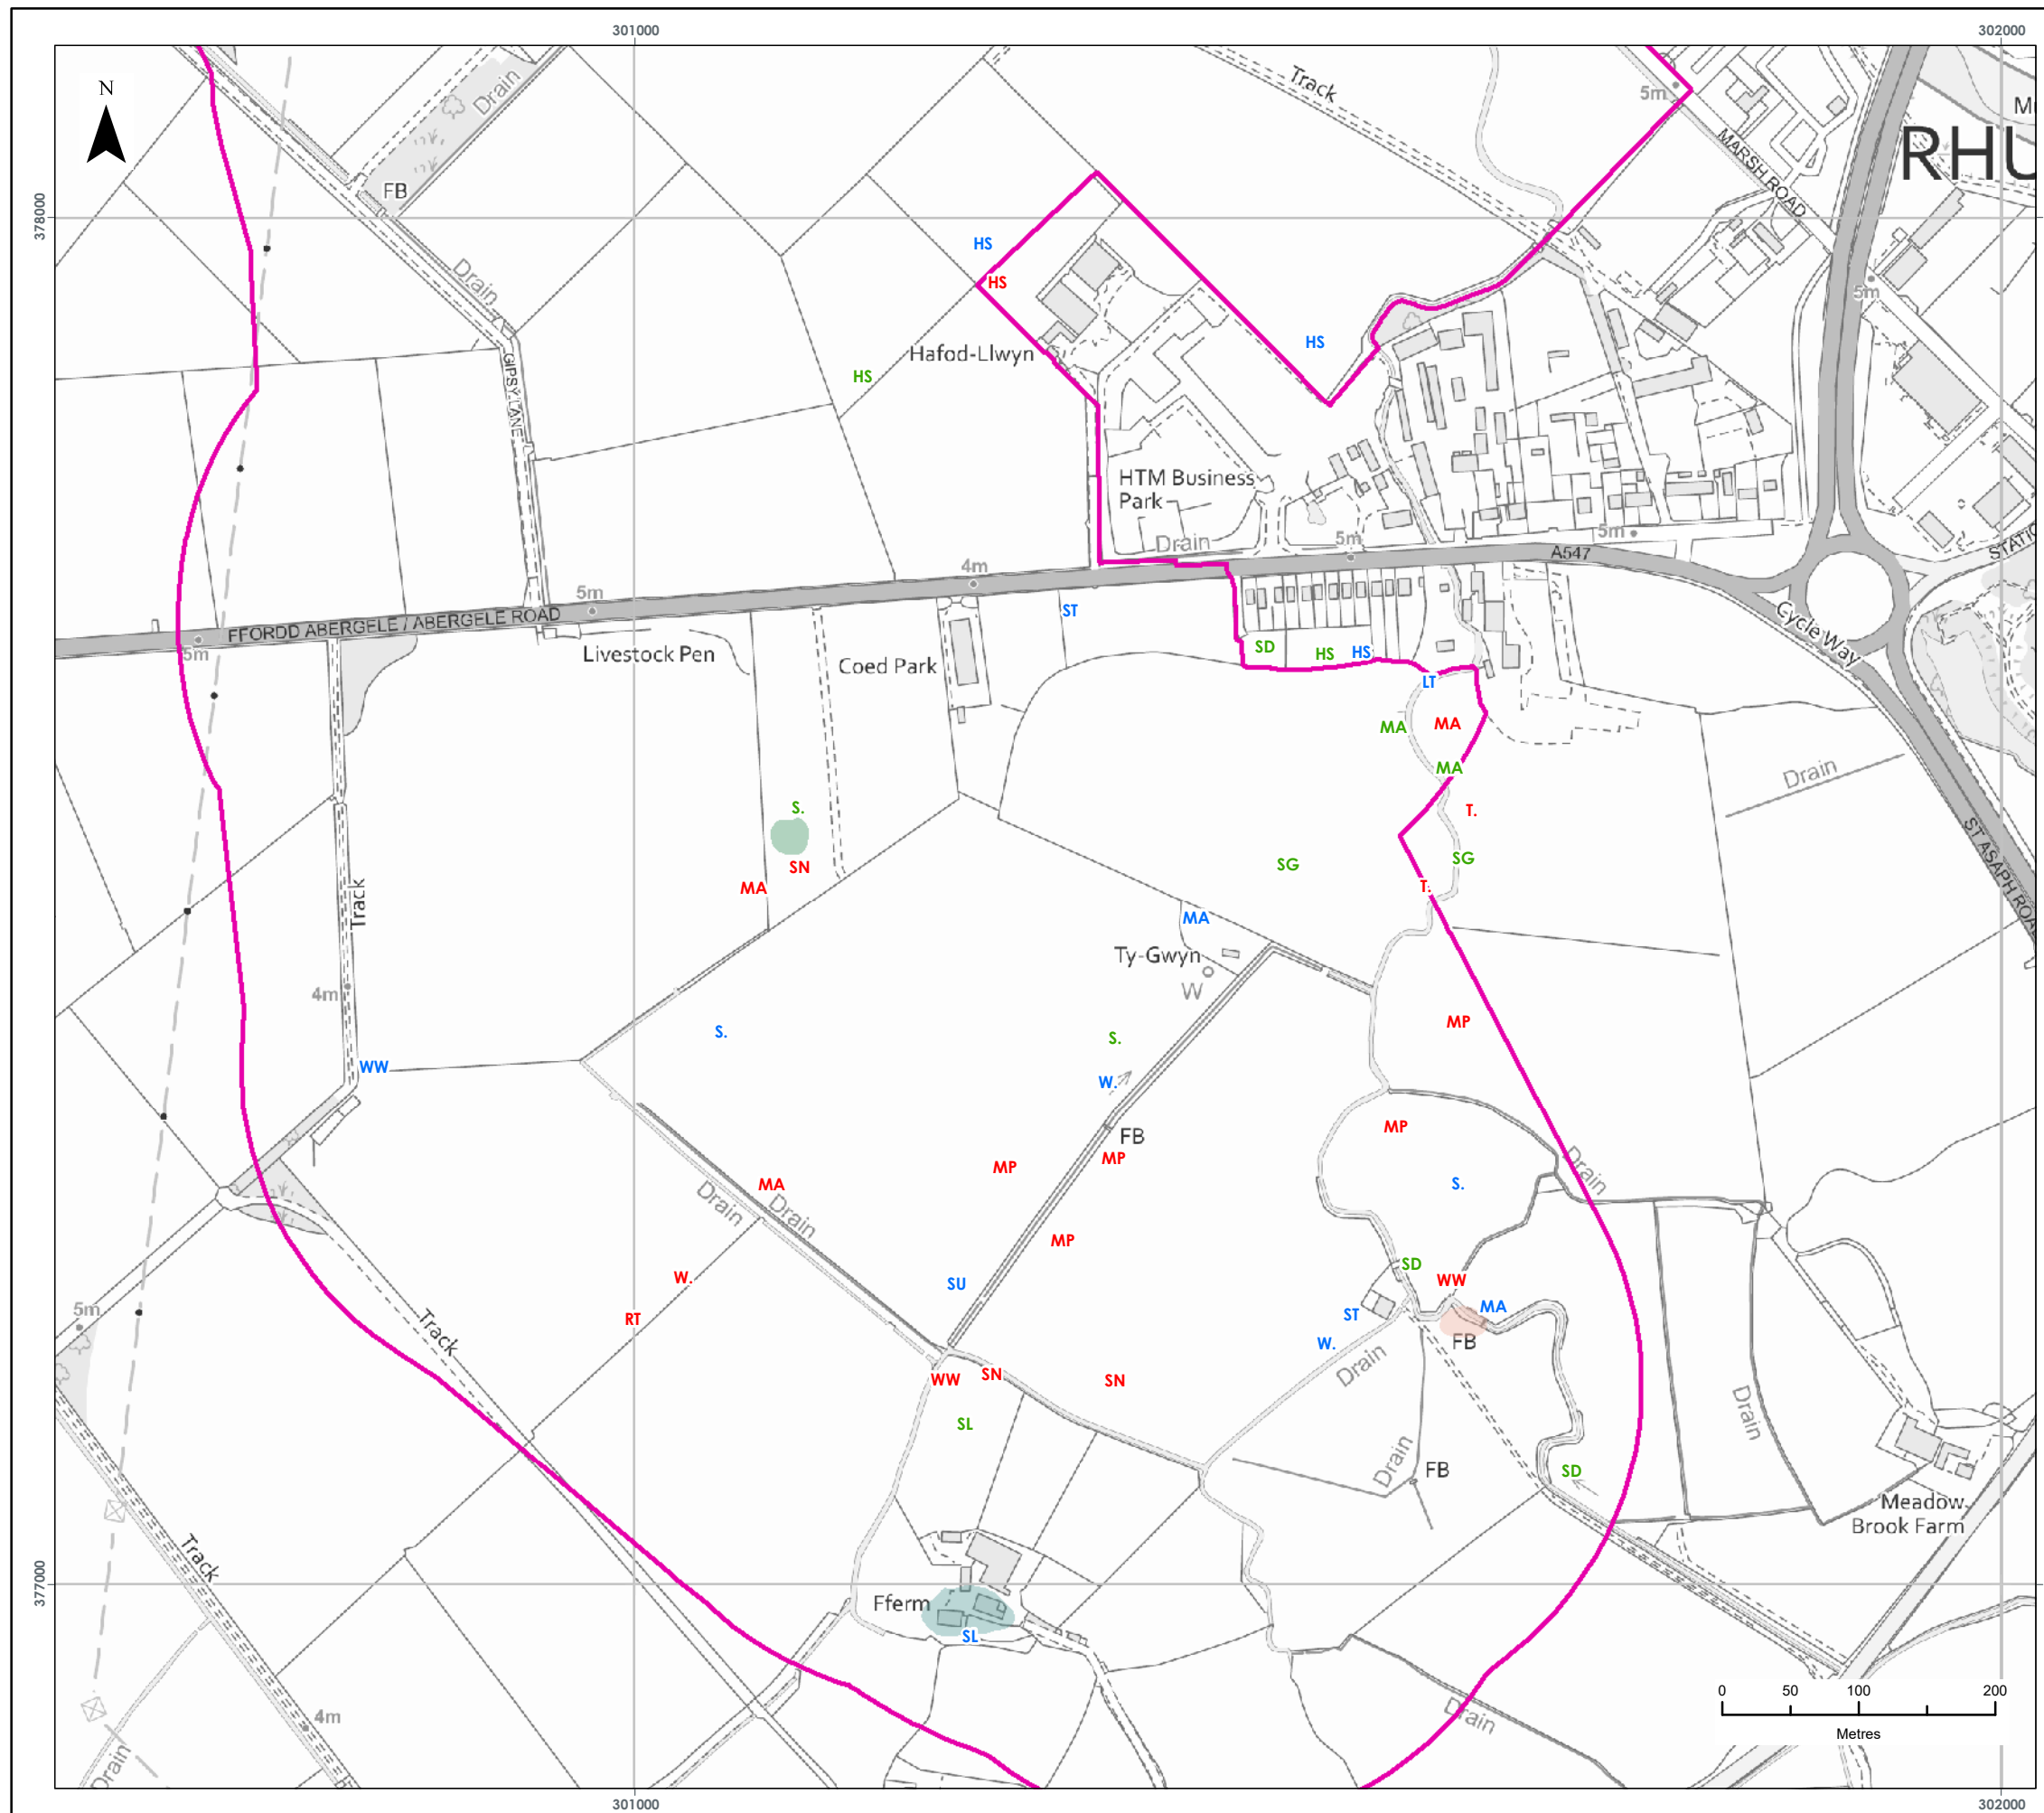 301000
302000
N
Track
5m
Drain
MARSH ROAD
M
RHU
FB
378000
HS
Drain
HS
5m
HS
Hafod-Llwyn
GIPSY LANE
HS
HTM Business
Park
Drain
5m
5m
A547
STATIO
4m
5m
ST
FFORDD ABERGELE / ABERGELE ROAD
Cycle Way
5m
Livestock Pen
Coed Park
SD
HS
HS
LT
MA
MA
MA
Drain
S.
T.
ST ASAPH ROA
SG
SG
SN
MA
T.
Track
MA
Ty-Gwyn
W
4m
MP
S.
S.
WW
W.
FB
MP
MP
MP
Drain
MA
S.
Drain
Drain
MP
SD
W.
WW
SU
MA
5m
ST
RT
Track
W.
FB
Drain
WW
SN
SN
SL
Drain
Drain
FB
SD
Meadow
Brook Farm
Track
377000
Fferm
SL
0
50
100
200
Metres
4m
Drain
Drain
301000
302000